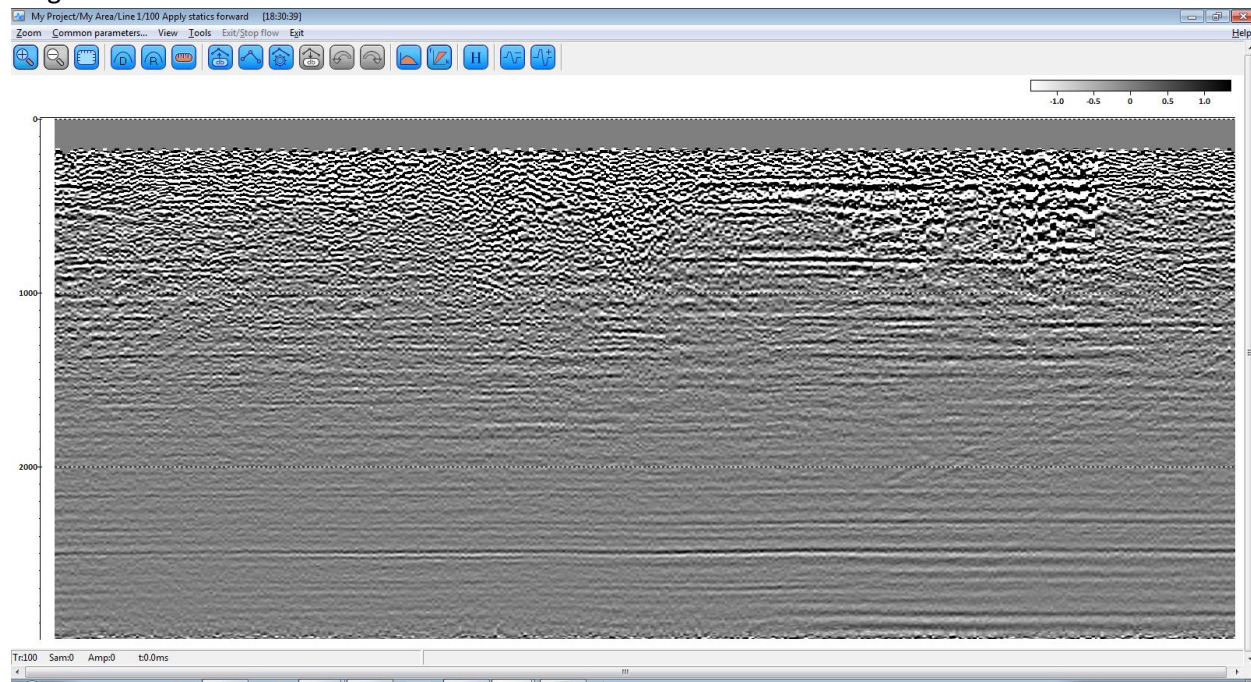 My Project/My Area/Line 1/100 Apply statics forward [18:30:39]
Zoom Common parameters... View Tools Exit/Stop flow Exit Help
D R H
-1.0 -0.5 0 0.5 1.0
0
1000
2000
Tr:100 Sam:0 Amp:0 t:0.0ms